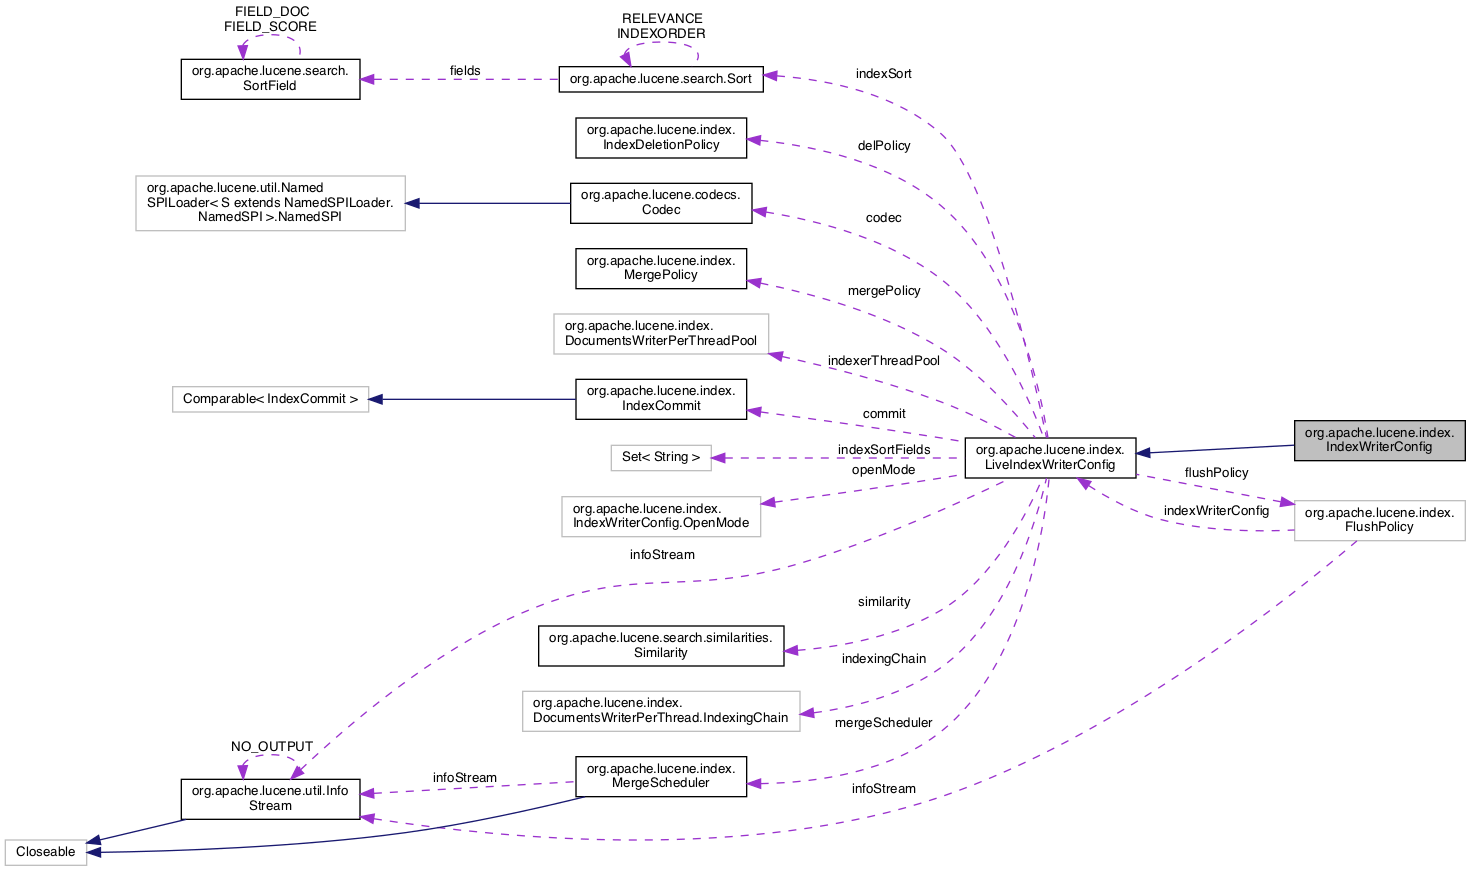 FIELD_DOC
FIELD_SCORE
RELEVANCE
INDEXORDER
org.apache.lucene.search.
SortField
fields
org.apache.lucene.search.Sort
indexSort
org.apache.lucene.index.
IndexDeletionPolicy
delPolicy
org.apache.lucene.util.Named
SPILoader< S extends NamedSPILoader.
NamedSPI >.NamedSPI
org.apache.lucene.codecs.
Codec
codec
org.apache.lucene.index.
MergePolicy
mergePolicy
org.apache.lucene.index.
DocumentsWriterPerThreadPool
indexerThreadPool
Comparable< IndexCommit >
org.apache.lucene.index.
IndexCommit
commit
Set< String >
indexSortFields
org.apache.lucene.index.
LiveIndexWriterConfig
org.apache.lucene.index.
IndexWriterConfig
openMode
flushPolicy
org.apache.lucene.index.
IndexWriterConfig.OpenMode
indexWriterConfig
org.apache.lucene.index.
FlushPolicy
infoStream
similarity
org.apache.lucene.search.similarities.
Similarity
indexingChain
org.apache.lucene.index.
DocumentsWriterPerThread.IndexingChain
mergeScheduler
NO_OUTPUT
org.apache.lucene.util.Info
Stream
infoStream
org.apache.lucene.index.
MergeScheduler
infoStream
Closeable